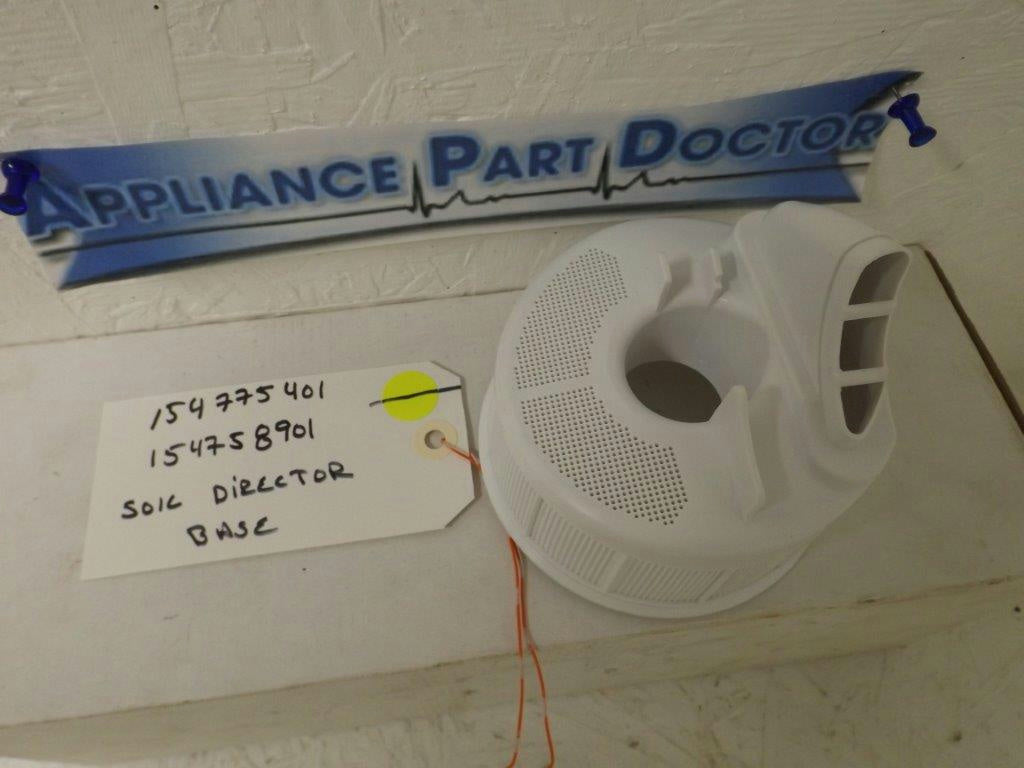 APPLIANCE PART DOCTOR
154775401
154758901
SOIL DIRECTOR
BASE